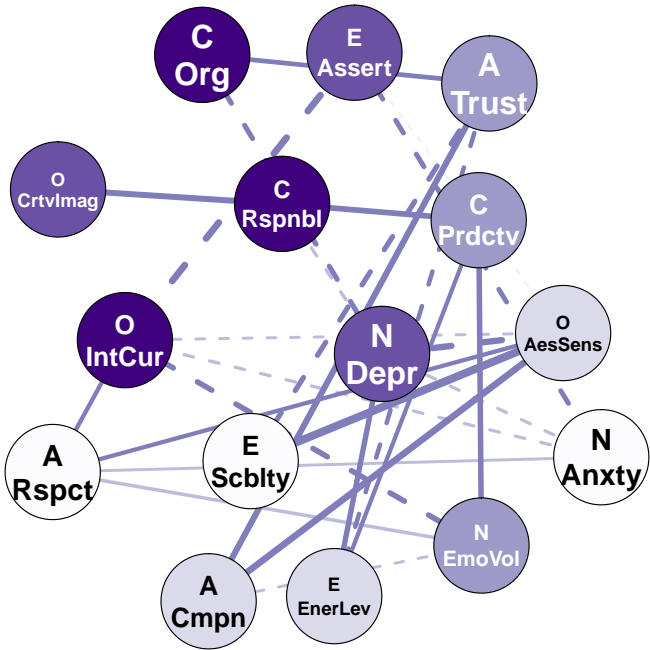 C
Org
E
Assert
A
Trust
O
CrtvImag
C
Rspnbl
C
Prdctv
O
IntCur
N
Depr
O
AesSens
A
Rspct
E
Scblty
N
Anxty
A
Cmpn
E
EnerLev
N
EmoVol